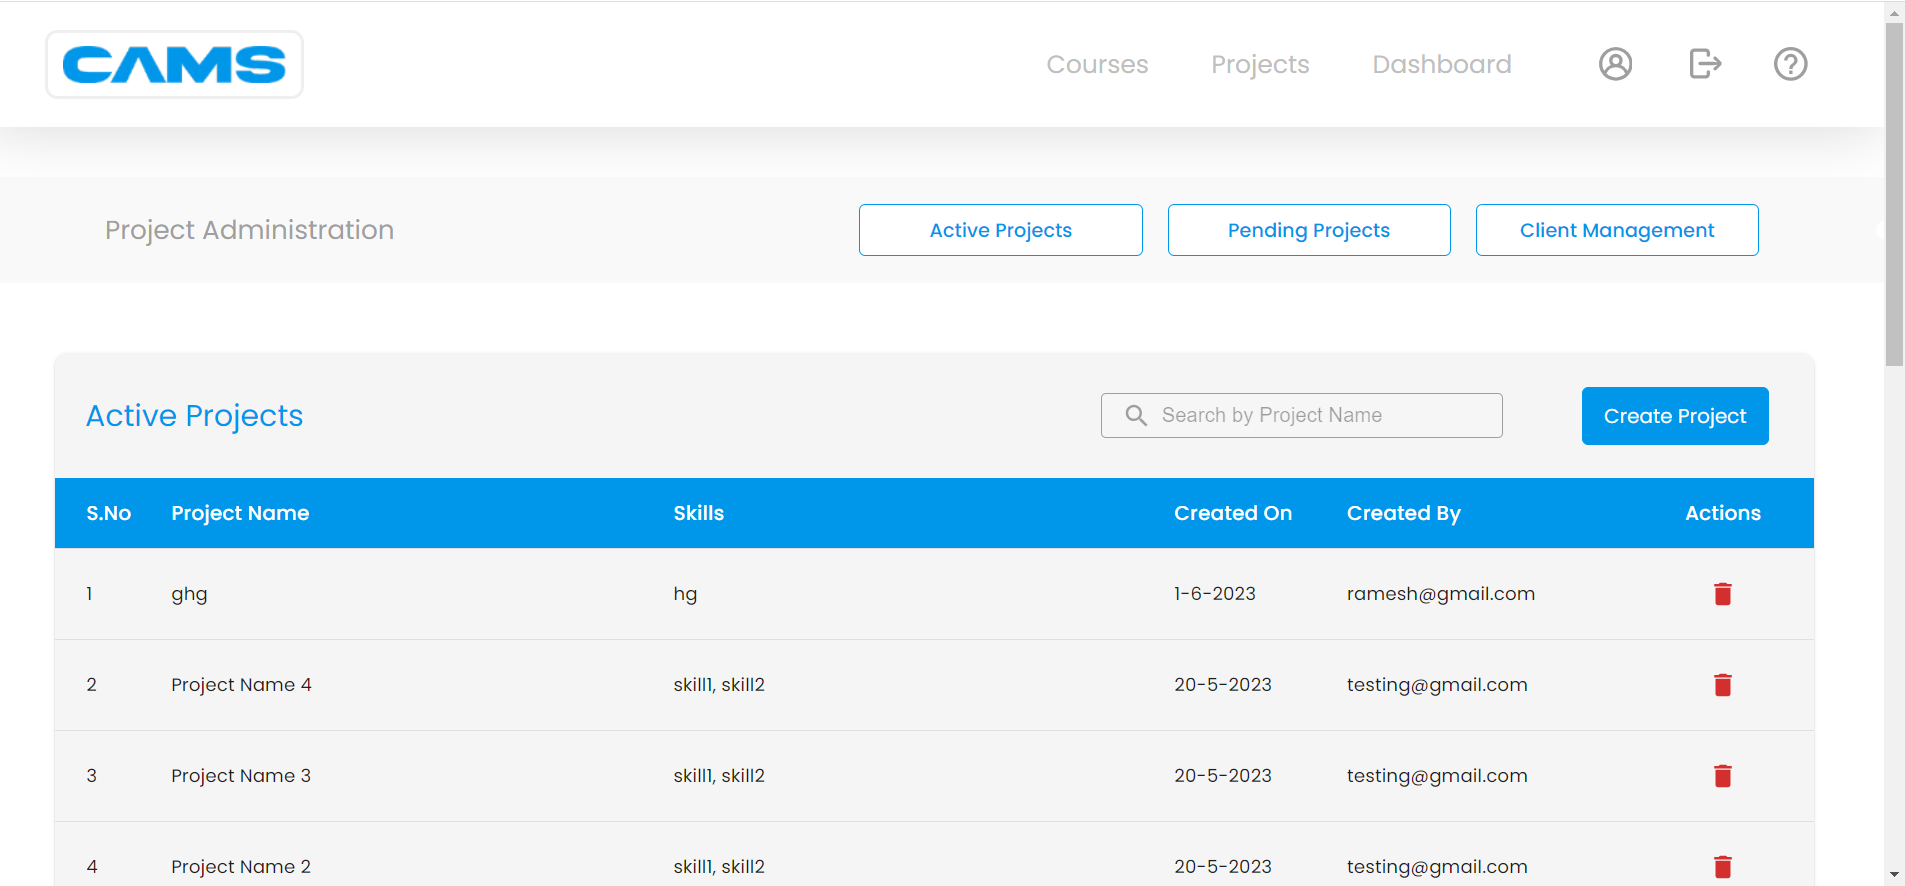 CAMS
Courses Projects Dashboard
Project Administration Active Projects Pending Projects Client Management
Active Projects Search by Project Name Create Project
S.No Project Name Skills Created On Created By Actions
1 ghg hg 1-6-2023 ramesh@gmail.com
2 Project Name 4 skill1, skill2 20-5-2023 testing@gmail.com
3 Project Name 3 skill1, skill2 20-5-2023 testing@gmail.com
4 Project Name 2 skill1, skill2 20-5-2023 testing@gmail.com